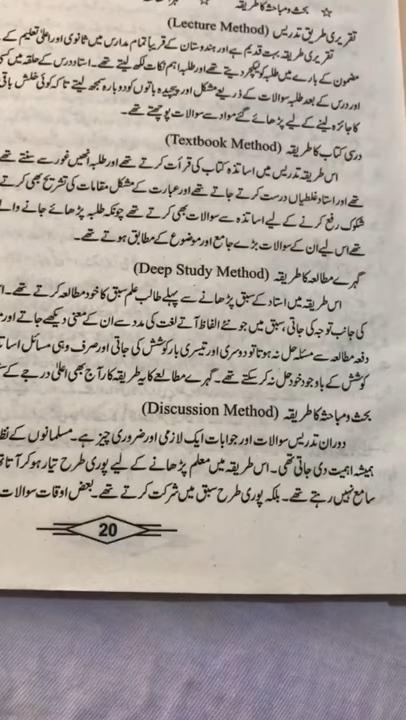 ☆ بحث ومباحثہ کا طریقہ ☆
تقریری طریق تدریس (Lecture Method)
تقریری طریقہ بہت قدیم ہے اور ہندوستان کے قریباً تمام مدارس میں ثانوی اور اعلیٰ تعلیم کے
مضمون کے بارے میں طلبہ کو لیکچر دیتے تھے اور طلبہ اہم نکات لکھ لیتے تھے۔ استاد درس کے حلقہ میں
اور درس کے بعد طلبہ سوالات کے ذریعے مشکل اور پیچیدہ باتوں کو دوبارہ سمجھ لیتے تا کہ کوئی خلش باقی
کا جائزہ لینے کے لیے پڑھائے گئے مواد سے سوالات پوچھتے تھے۔
درسی کتاب کا طریقہ (Textbook Method)
اس طریقہ تدریس میں اساتذہ کتاب کی قرأت کرتے تھے اور طلبہ انھیں غور سے سنتے تھے
تھے اور استاد غلطیاں درست کرتے جاتے تھے اور عبارت کے مشکل مقامات کی تشریح بھی کرتے
شکوک رفع کرنے کے لیے اساتذہ سے سوالات بھی کرتے تھے چونکہ طلبہ پڑھائے جانے والے
تھے اس لیے ان کے سوالات بڑے جامع اور موضوع کے مطابق ہوتے تھے۔
گہرے مطالعہ کا طریقہ (Deep Study Method)
اس طریقہ میں استاد کے سبق پڑھانے سے پہلے طالب علم سبق کا خود مطالعہ کرتے تھے۔
کی جانب توجہ کی جاتی سبق میں جو نئے الفاظ آتے لغت کی مدد سے ان کے معنی دیکھے جاتے اور
دفعہ مطالعہ سے مسئلہ حل نہ ہوتا تو دوسری اور تیسری بار کوشش کی جاتی اور صرف وہی مسائل
کوشش کے باوجود خود حل نہ کر سکتے تھے۔ گہرے مطالعے کا یہ طریقہ کار آج بھی اعلیٰ درجے کے
بحث و مباحثہ کا طریقہ (Discussion Method)
دوران تدریس سوالات اور جوابات ایک لازمی اور ضروری چیز ہے۔ مسلمانوں کے
ہمیشہ اہمیت دی جاتی تھی۔ اس طریقہ میں معلم پڑھانے کے لیے پوری طرح تیار ہو کر آتا
سامع نہیں رہتے تھے۔ بلکہ پوری طرح سبق میں شرکت کرتے تھے۔ بعض اوقات سوالات
20